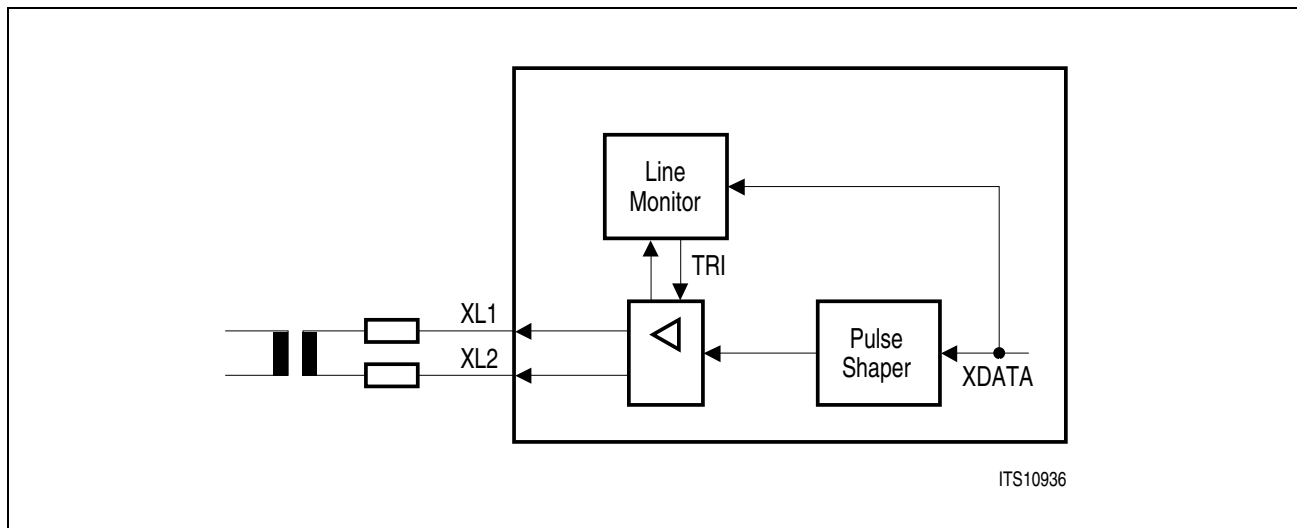 Line
Monitor
TRI
XL1
XL2
Pulse
Shaper
XDATA
ITS10936